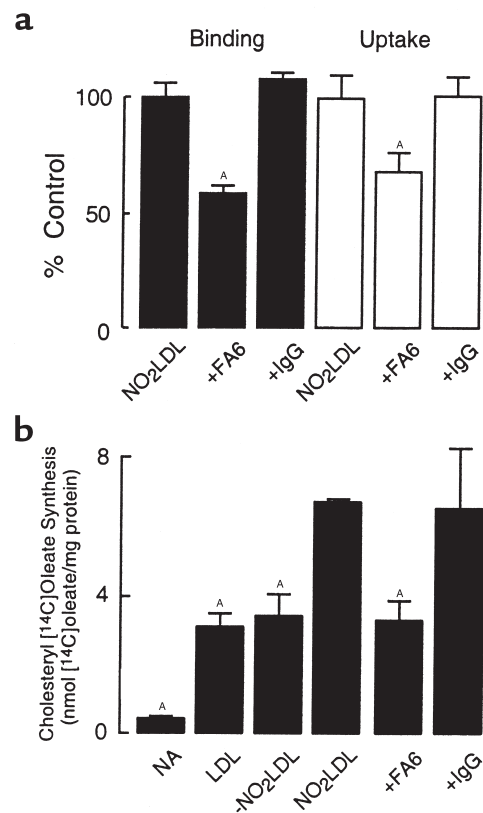 a
Binding Uptake
% Control
100
50
0
A
A
NO2LDL +FA6 +IgG NO2LDL +FA6 +IgG
b
Cholesteryl [14C]Oleate Synthesis
(nmol [14C]oleate/mg protein)
8
4
0
A
A
A
A
NA LDL -NO2LDL NO2LDL +FA6 +IgG